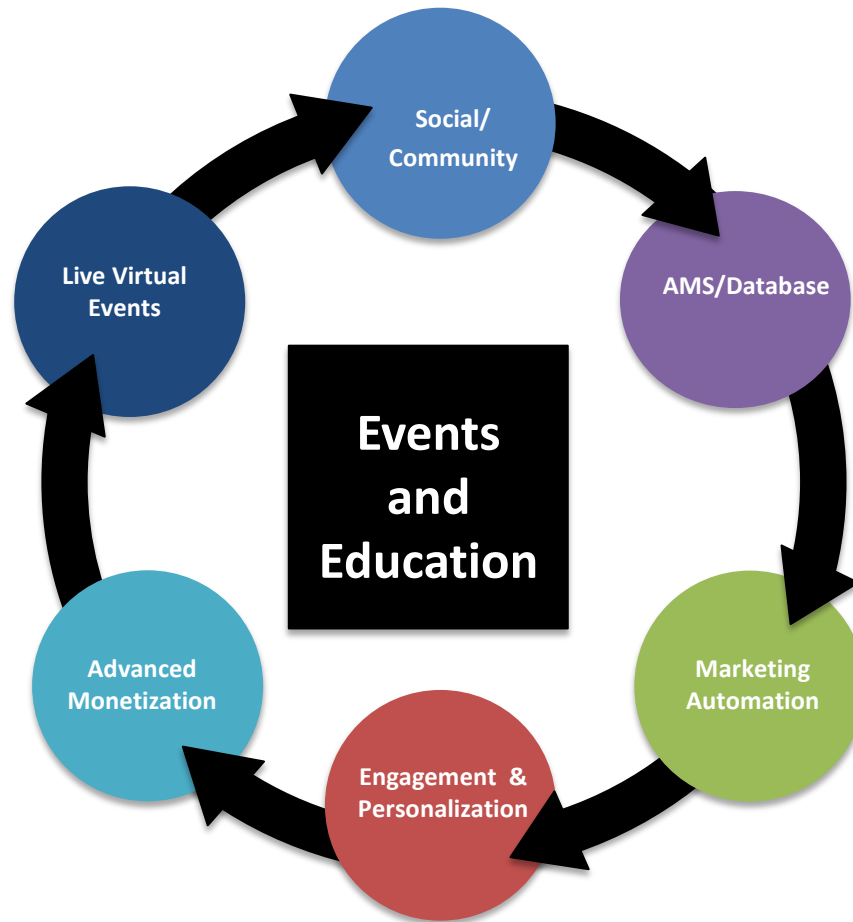 Social/
Community
AMS/Database
Marketing
Automation
Engagement & 
Personalization
Advanced
Monetization
Live Virtual
Events
Events
and
Education